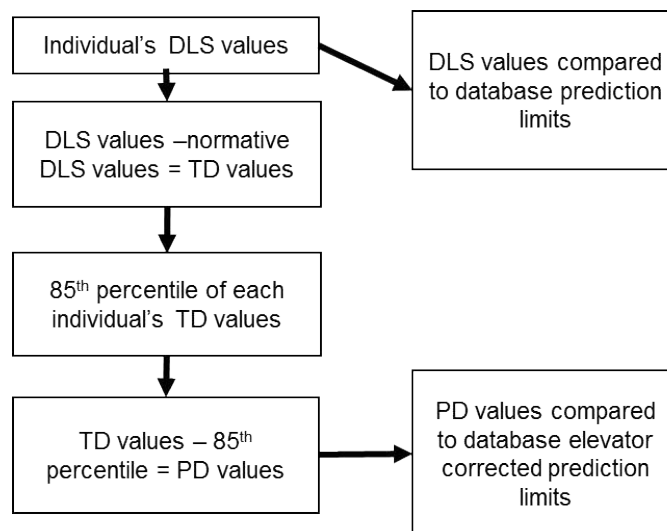 Individual's DLS values
DLS values compared
to database prediction
limits
DLS values –normative
DLS values = TD values
85th percentile of each
individual's TD values
TD values – 85th
percentile = PD values
PD values compared
to database elevator
corrected prediction
limits